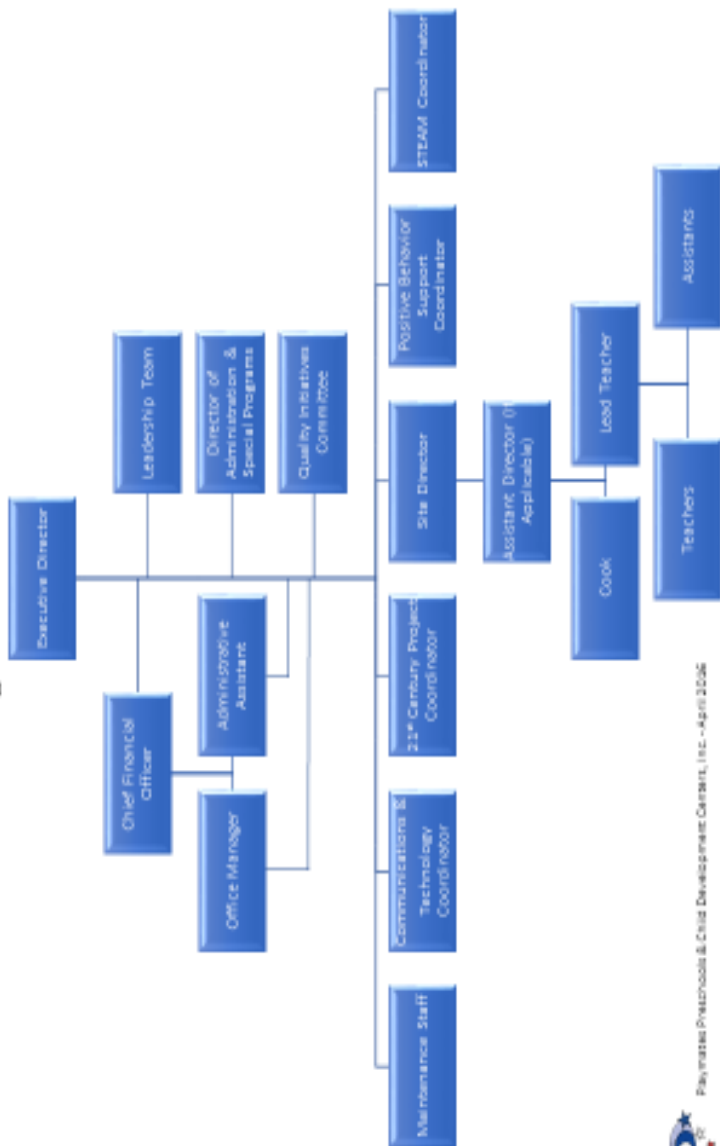 Executive Director
Chief Financial
Officer
Leadership Team
Office Manager
Administrative
Assistant
Director of
Administration &
Special Programs
Quality Initiatives
Committee
Maintenance Staff
Communications &
Technology
Coordinator
21st Century Project
Coordinator
Site Director
Positive Behavior
Support
Coordinator
STEAM Coordinator
Assistant Director (If
Applicable)
Cook
Lead Teacher
Teachers
Assistants
Playmates Preschools & Child Development Centers, Inc. - April